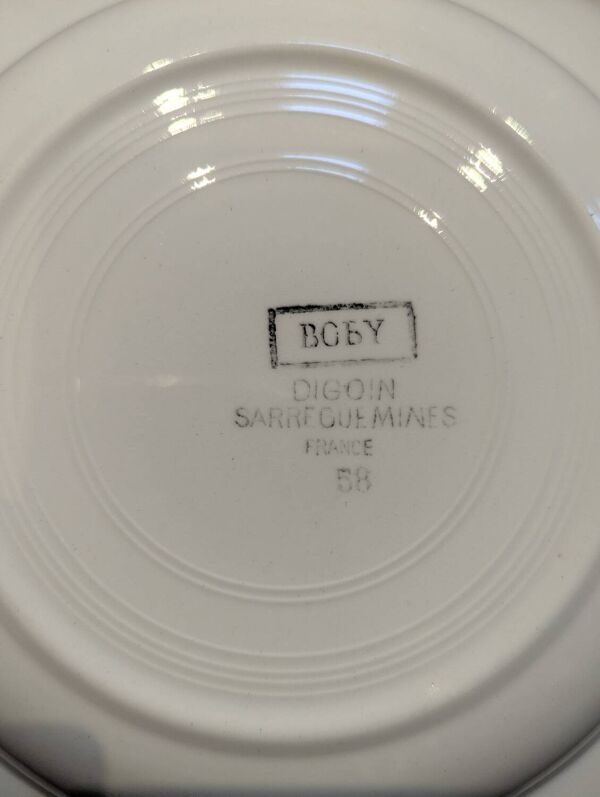 BOBY
DIGOIN
SARREGUEMINES
FRANCE
58